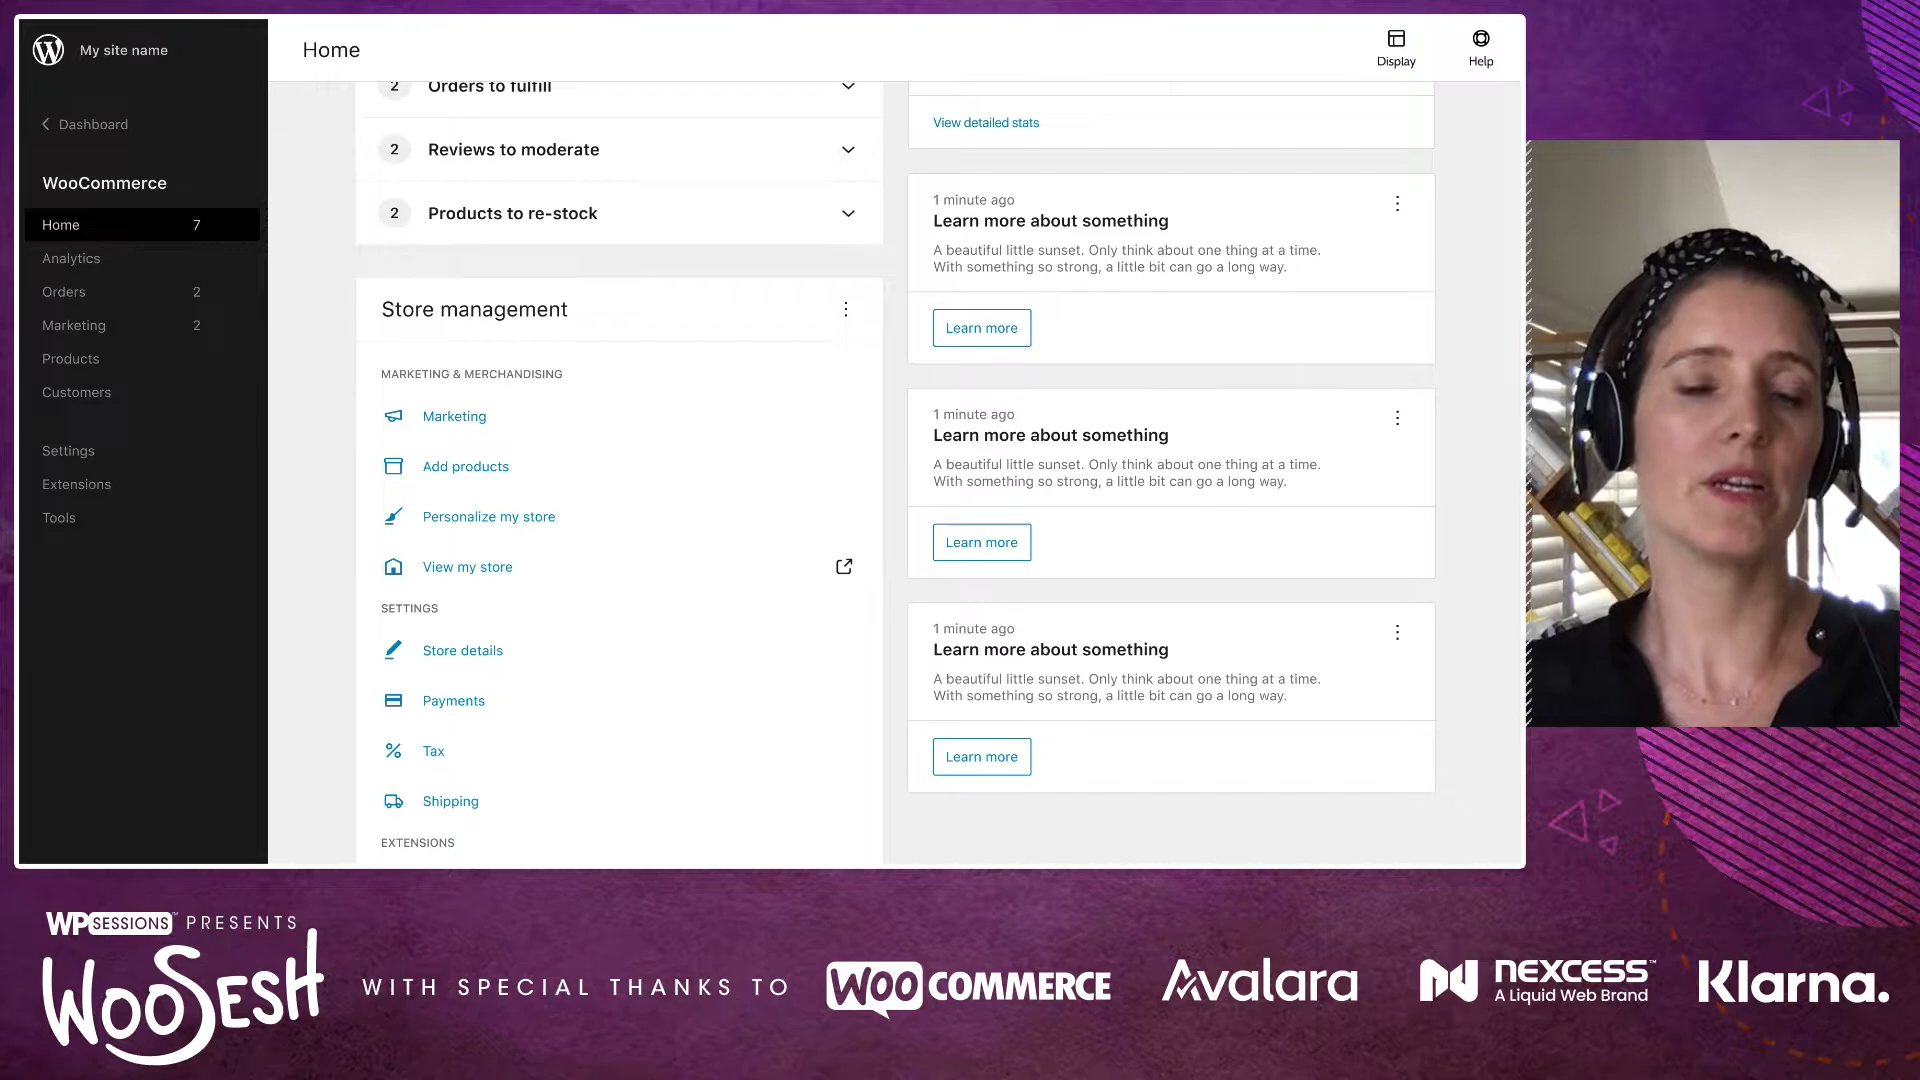 My site name
Home
Display
Help
Dashboard
WooCommerce
Home 7
Analytics
Orders 2
Marketing 2
Products
Customers
Settings
Extensions
Tools
2 Orders to fulfill
2 Reviews to moderate
2 Products to re-stock
Store management
MARKETING & MERCHANDISING
Marketing
Add products
Personalize my store
View my store
SETTINGS
Store details
Payments
Tax
Shipping
EXTENSIONS
View detailed stats
1 minute ago
Learn more about something
A beautiful little sunset. Only think about one thing at a time.
With something so strong, a little bit can go a long way.
Learn more
1 minute ago
Learn more about something
A beautiful little sunset. Only think about one thing at a time.
With something so strong, a little bit can go a long way.
Learn more
1 minute ago
Learn more about something
A beautiful little sunset. Only think about one thing at a time.
With something so strong, a little bit can go a long way.
Learn more
WPSESSIONS™ PRESENTS
WOOSESH
WITH SPECIAL THANKS TO
WOOCOMMERCE
Avalara
NEXCESS™
A Liquid Web Brand
Klarna.